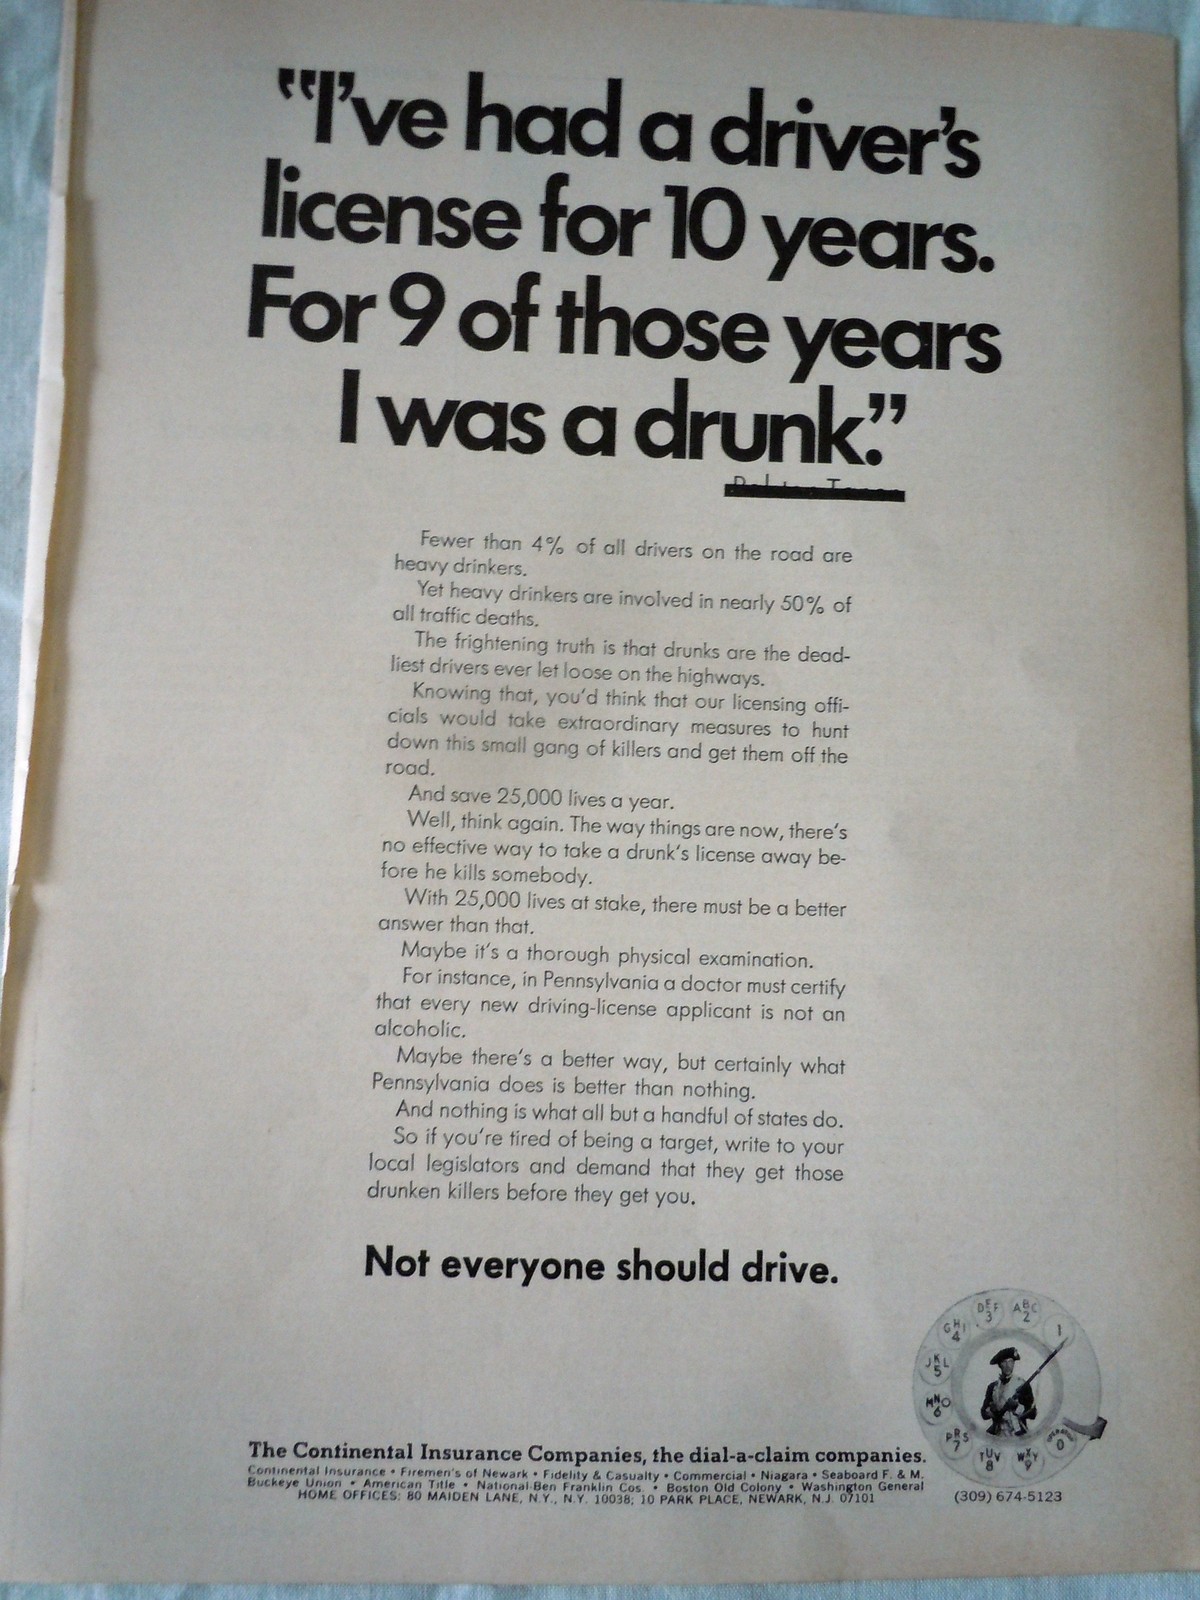 "I've had a driver's
license for 10 years.
For 9 of those years
I was a drunk."
Fewer than 4% of all drivers on the road are
heavy drinkers.
Yet heavy drinkers are involved in nearly 50% of
all traffic deaths.
The frightening truth is that drunks are the dead-
liest drivers ever let loose on the highways.
Knowing that, you'd think that our licensing offi-
cials would take extraordinary measures to hunt
down this small gang of killers and get them off the
road.
And save 25,000 lives a year.
Well, think again. The way things are now, there's
no effective way to take a drunk's license away be-
fore he kills somebody.
With 25,000 lives at stake, there must be a better
answer than that.
Maybe it's a thorough physical examination.
For instance, in Pennsylvania a doctor must certify
that every new driving-license applicant is not an
alcoholic.
Maybe there's a better way, but certainly what
Pennsylvania does is better than nothing.
And nothing is what all but a handful of states do.
So if you're tired of being a target, write to your
local legislators and demand that they get those
drunken killers before they get you.
Not everyone should drive.
1
ABC 2
DEF 3
GHI 4
JKL 5
MNO 6
PRS 7
TUV 8
WXY 9
OPERATOR 0
The Continental Insurance Companies, the dial-a-claim companies.
Continental Insurance • Firemen's of Newark • Fidelity & Casualty • Commercial • Niagara • Seaboard F. & M.
Buckeye Union • American Title • National-Ben Franklin Cos. • Boston Old Colony • Washington General
HOME OFFICES: 80 MAIDEN LANE, N.Y., N.Y. 10038; 10 PARK PLACE, NEWARK, N.J. 07101
(309) 674-5123